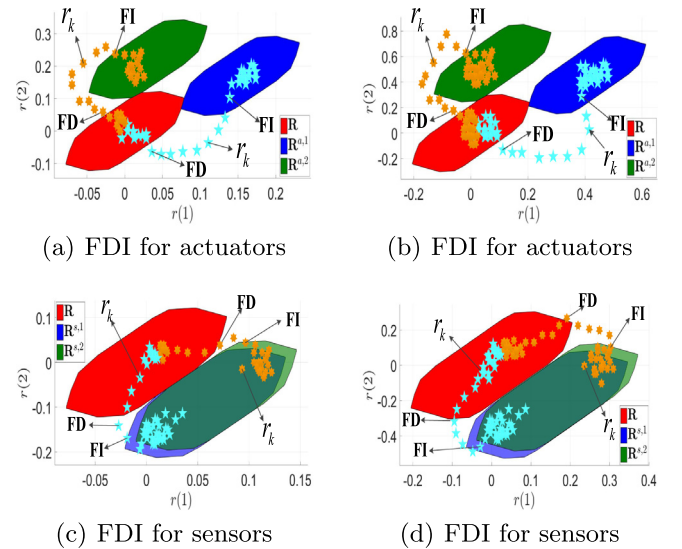 r_k
FI
0.3
0.2
0.1
0
-0.1
r(2)
FD
FI
FD
r_k
R
R^{a,1}
R^{a,2}
-0.05
0
0.05
0.1
0.15
0.2
r(1)
(a) FDI for actuators
r_k
FI
0.8
0.6
0.4
0.2
0
-0.2
r(2)
FD
FD
FI
r_k
R
R^{a,1}
R^{a,2}
-0.2
0
0.2
0.4
0.6
r(1)
(b) FDI for actuators
R
R^{s,1}
R^{s,2}
r_k
FD
FI
0.1
0
-0.1
-0.2
r(2)
FD
FI
r_k
-0.05
0
0.05
0.1
0.15
r(1)
(c) FDI for sensors
FD
FI
r_k
0.2
0
-0.2
-0.4
r(2)
FD
FI
r_k
R
R^{s,1}
R^{s,2}
-0.2
-0.1
0
0.1
0.2
0.3
0.4
r(1)
(d) FDI for sensors